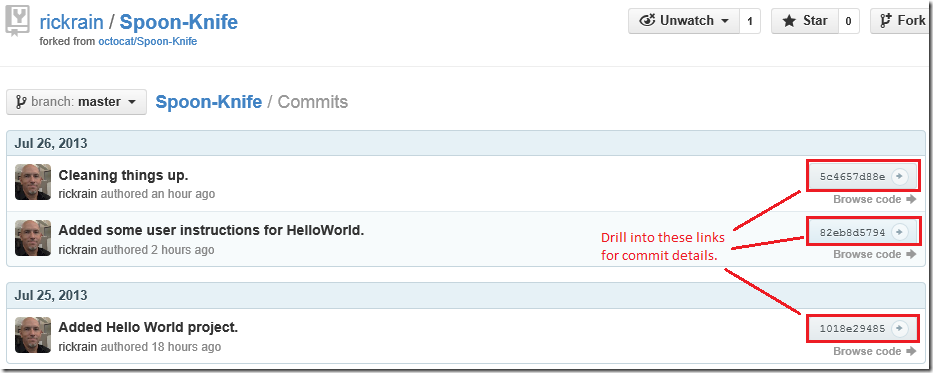 rickrain / Spoon-Knife
forked from octocat/Spoon-Knife
Unwatch 1 Star 0 Fork
branch: master Spoon-Knife / Commits
Jul 26, 2013
Cleaning things up.
rickrain authored an hour ago
5c4657d88e
Browse code
Added some user instructions for HelloWorld.
rickrain authored 2 hours ago
82eb8d5794
Browse code
Drill into these links
for commit details.
Jul 25, 2013
Added Hello World project.
rickrain authored 18 hours ago
1018e29485
Browse code